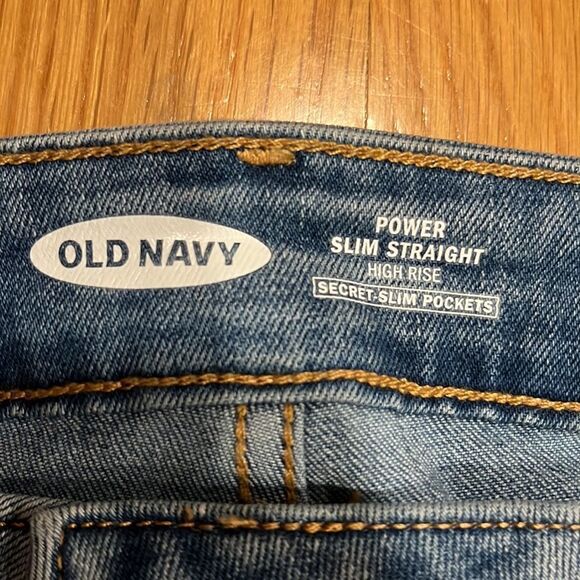 OLD NAVY
POWER
SLIM STRAIGHT
HIGH RISE
SECRET-SLIM POCKETS